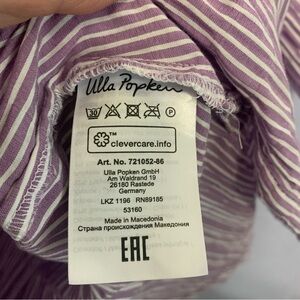 Ulla Popken
30
P
clevercare.info
Art. No. 721052-86
Ulla Popken GmbH
Am Waldrand 19
26180 Rastede
Germany
LKZ 1196 RN89185
53160
Made in Macedonia
Страна происхождения Македония
EAC